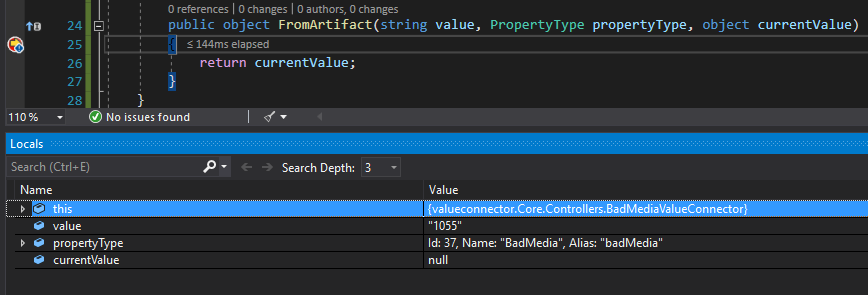 0 references | 0 changes | 0 authors, 0 changes
24 public object FromArtifact(string value, PropertyType propertyType, object currentValue)
25 { ≤ 144ms elapsed
26 return currentValue;
27 }
28 }
110 % No issues found
Locals
Search (Ctrl+E) Search Depth: 3
Name Value
this {valueconnector.Core.Controllers.BadMediaValueConnector}
value "1055"
propertyType Id: 37, Name: "BadMedia", Alias: "badMedia"
currentValue null